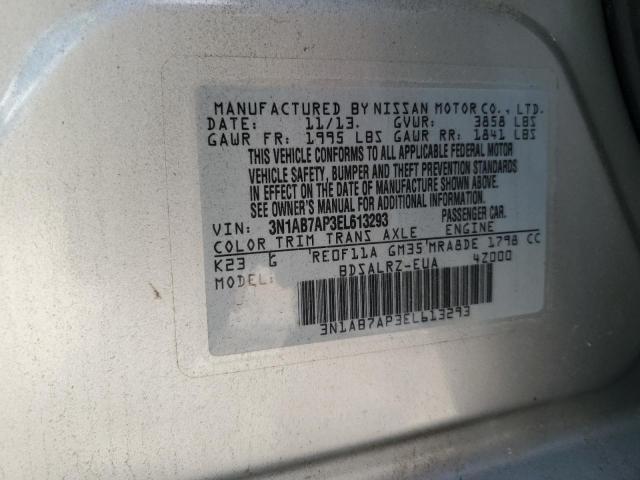 MANUFACTURED BY NISSAN MOTOR CO., LTD.
DATE: 11/13. GVWR: 3858 LBS
GAWR FR: 1995 LBS GAWR RR: 1841 LBS
THIS VEHICLE CONFORMS TO ALL APPLICABLE FEDERAL MOTOR
VEHICLE SAFETY, BUMPER AND THEFT PREVENTION STANDARDS
IN EFFECT ON THE DATE OF MANUFACTURE SHOWN ABOVE.
SEE OWNER'S MANUAL FOR ADDITIONAL INFORMATION
VIN: 3N1AB7AP3EL613293 PASSENGER CAR.
COLOR TRIM TRANS AXLE ENGINE
K23 G RE0F11A GM35 MRA8DE 1798 CC
MODEL: BDSALRZ-EUA 4Z000
3N1AB7AP3EL613293